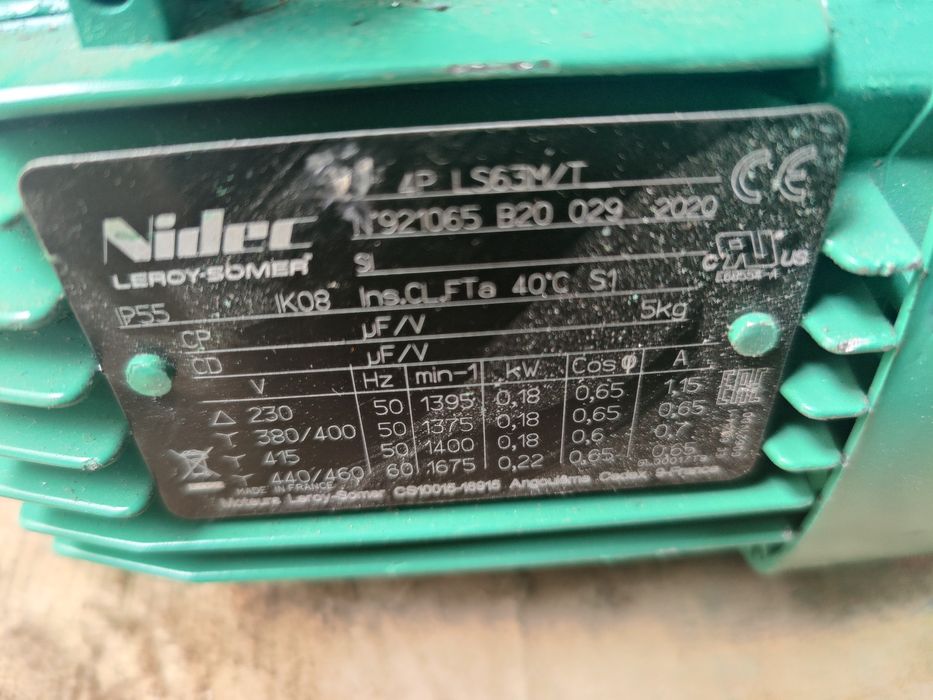 4P LS63M/T
CE
Nidec
N°921065 B20 029 2020
LEROY-SOMER
SI
C US
IP55 IK08 Ins.CL.F Ta 40°C S1 5kg
CP µF/V
CD µF/V
V Hz min-1 kW Cos φ A
Δ 230 50 1395 0,18 0,65 1,15
380/400 50 1375 0,18 0,65 0,65
415 50 1400 0,18 0,6 0,7
440/460 60 1675 0,22 0,65 0,65
MADE IN FRANCE
Moteurs Leroy-Somer CS10015-16915 Angoulême Cedex 9-France
EAC